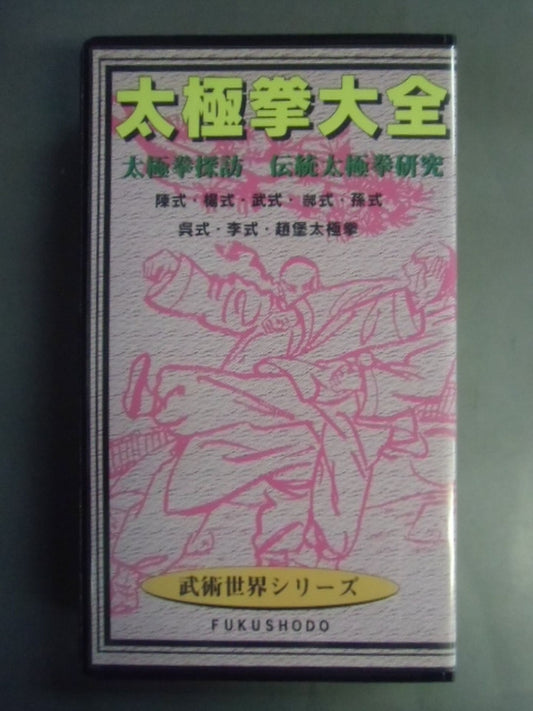 太極拳大全
太極拳探訪　伝統太極拳研究
陳式・楊式・武式・郝式・孫式
呉式・李式・趙堡太極拳
武術世界シリーズ
FUKUSHODO